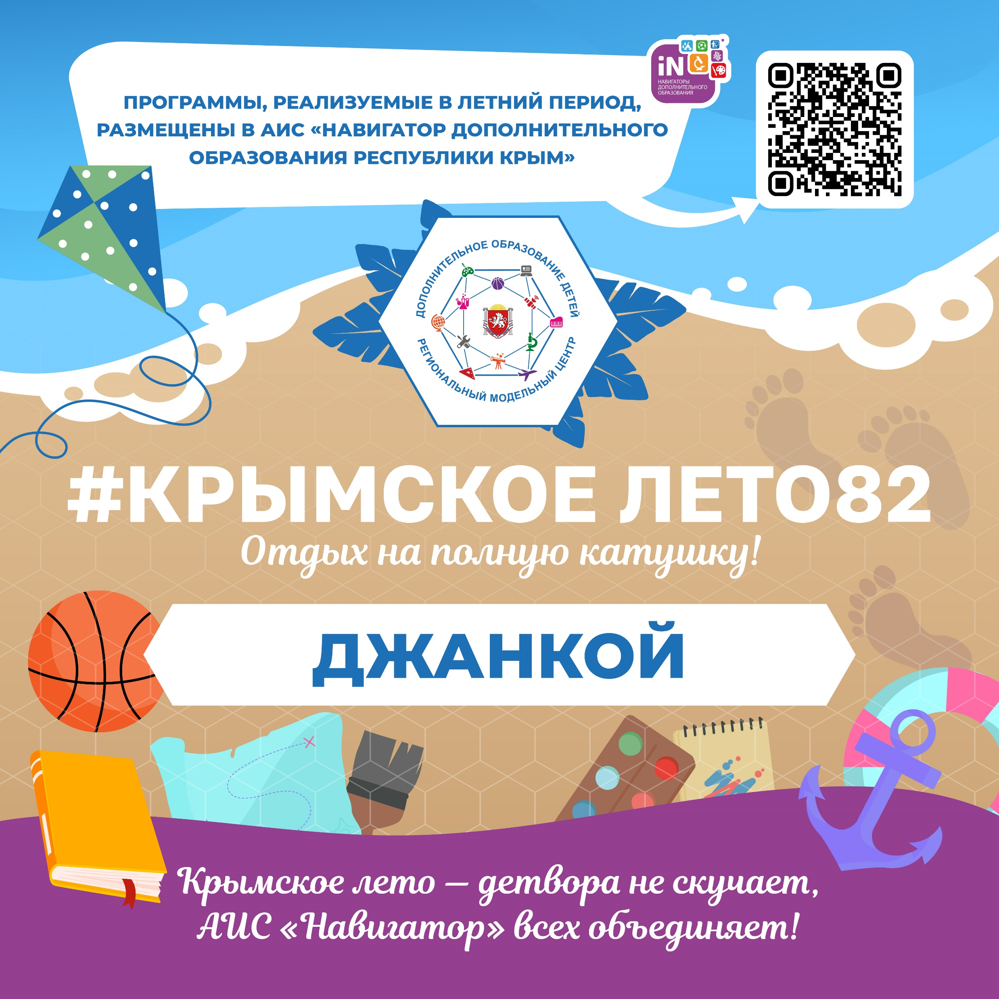 ПРОГРАММЫ, РЕАЛИЗУЕМЫЕ В ЛЕТНИЙ ПЕРИОД,
РАЗМЕЩЕНЫ В АИС «НАВИГАТОР ДОПОЛНИТЕЛЬНОГО
ОБРАЗОВАНИЯ РЕСПУБЛИКИ КРЫМ»
iN
НАВИГАТОРЫ
ДОПОЛНИТЕЛЬНОГО
ОБРАЗОВАНИЯ
ДОПОЛНИТЕЛЬНОЕ ОБРАЗОВАНИЕ ДЕТЕЙ
РЕГИОНАЛЬНЫЙ МОДЕЛЬНЫЙ ЦЕНТР
#КРЫМСКОЕ ЛЕТО82
Отдых на полную катушку!
ДЖАНКОЙ
Крымское лето – детвора не скучает,
АИС «Навигатор» всех объединяет!